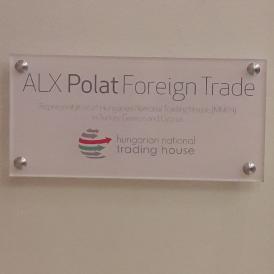 ALX Polat Foreign Trade
Representative of Hungarian National Trading House (MNKH)
in Turkey, Greece and Cyprus
hungarian national
trading house